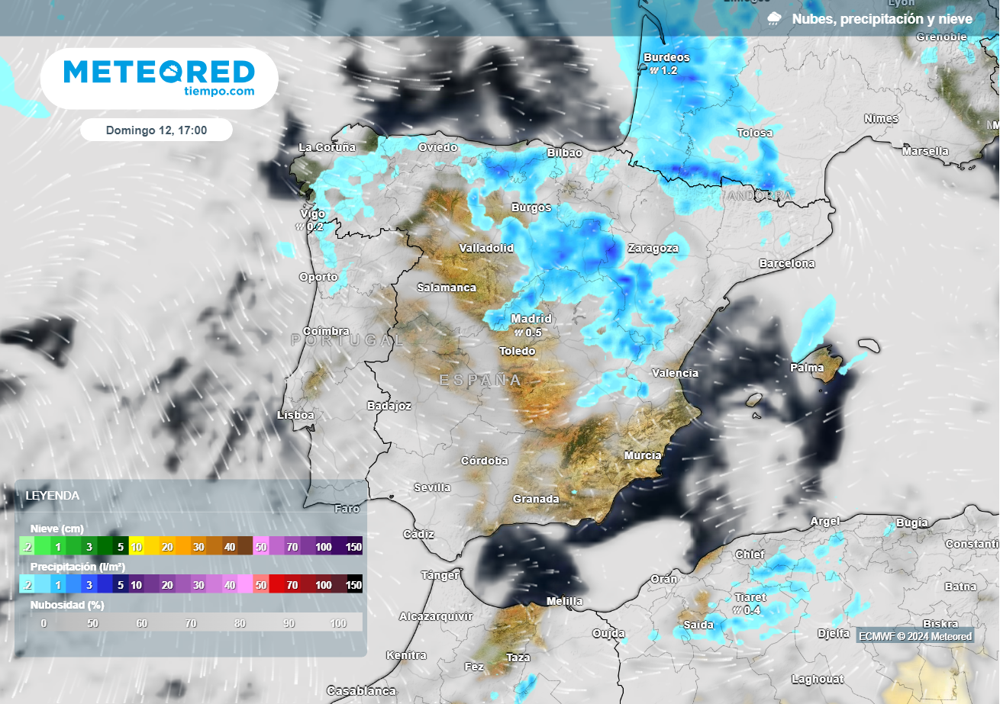 Lyon
Nubes, precipitación y nieve
Grenoble
METEORED
tiempo.com
Burdeos
1.2
Domingo 12, 17:00
Nimes
Tolosa
Marsella
La Coruña
Oviedo
Bilbao
ANDORRA
Vigo
0.2
Burgos
Valladolid
Zaragoza
Barcelona
Oporto
Salamanca
Madrid
0.5
Coímbra
PORTUGAL
Toledo
ESPAÑA
Valencia
Palma
Badajoz
Lisboa
Córdoba
Murcia
Sevilla
Granada
LEYENDA
Faro
Nieve (cm)
.2 1 3 5 10 20 30 40 50 70 100 150
Precipitación (l/m²)
.2 1 3 5 10 20 30 40 50 70 100 150
Nubosidad (%)
0 50 60 70 80 90 100
Cádiz
Argel
Bugía
Constanti
Chlef
Tánger
Orán
Batna
Melilla
Tiaret
0.4
Alcazarquivir
Saida
Oujda
Djelfa
Biskra
ECMWF © 2024 Meteored
Kenitra
Taza
Fez
Laghouat
Casablanca